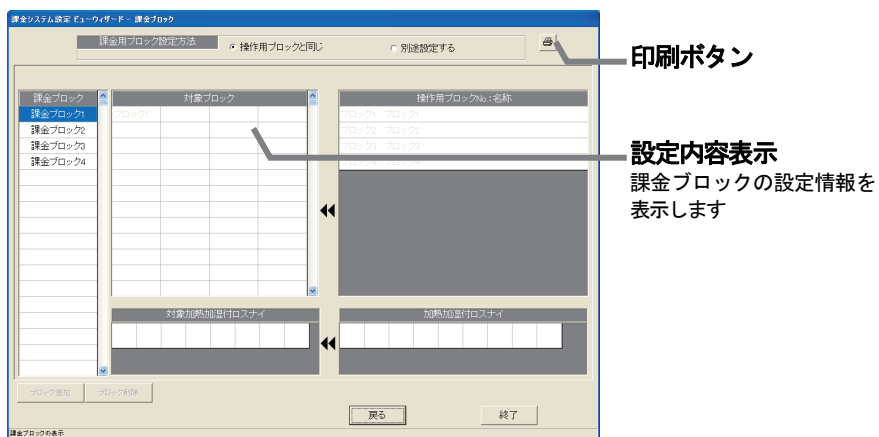 課金システム設定 ビューウィザード - 課金ブロック
課金用ブロック設定方法
操作用ブロックと同じ
別途設定する
印刷ボタン
課金ブロック
対象ブロック
操作用ブロックNo.:名称
課金ブロック1
ブロック1
ブロック1 ブロック1
課金ブロック2
ブロック2 ブロック2
課金ブロック3
ブロック3 ブロック3
課金ブロック4
ブロック4 ブロック4
設定内容表示
課金ブロックの設定情報を
表示します
対象加熱加湿付ロスナイ
加熱加湿付ロスナイ
ブロック追加
ブロック削除
戻る
終了
課金ブロックの表示